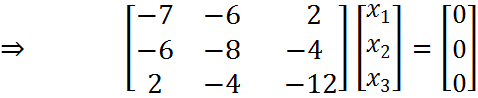 ⇒ [−7 −6 2; −6 −8 −4; 2 −4 −12] [x₁; x₂; x₃] = [0; 0; 0]